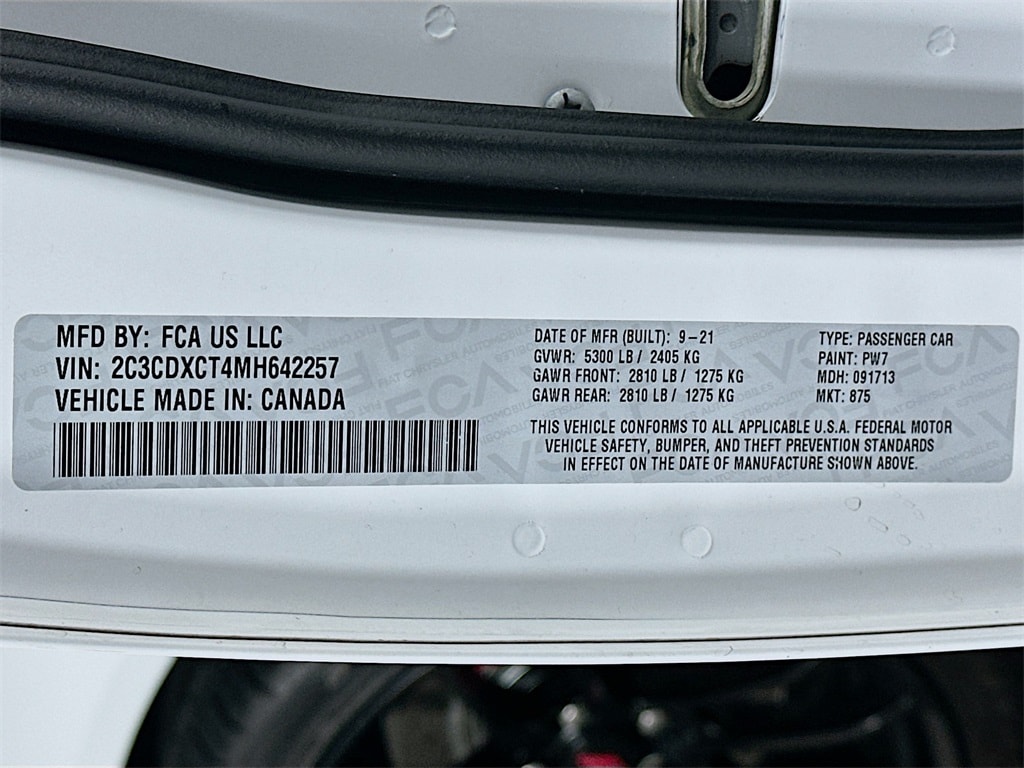 MFD BY: FCA US LLC
VIN: 2C3CDXCT4MH642257
VEHICLE MADE IN: CANADA
DATE OF MFR (BUILT): 9-21
GVWR: 5300 LB / 2405 KG
GAWR FRONT: 2810 LB / 1275 KG
GAWR REAR: 2810 LB / 1275 KG
TYPE: PASSENGER CAR
PAINT: PW7
MDH: 091713
MKT: 875
THIS VEHICLE CONFORMS TO ALL APPLICABLE U.S.A. FEDERAL MOTOR
VEHICLE SAFETY, BUMPER, AND THEFT PREVENTION STANDARDS
IN EFFECT ON THE DATE OF MANUFACTURE SHOWN ABOVE.